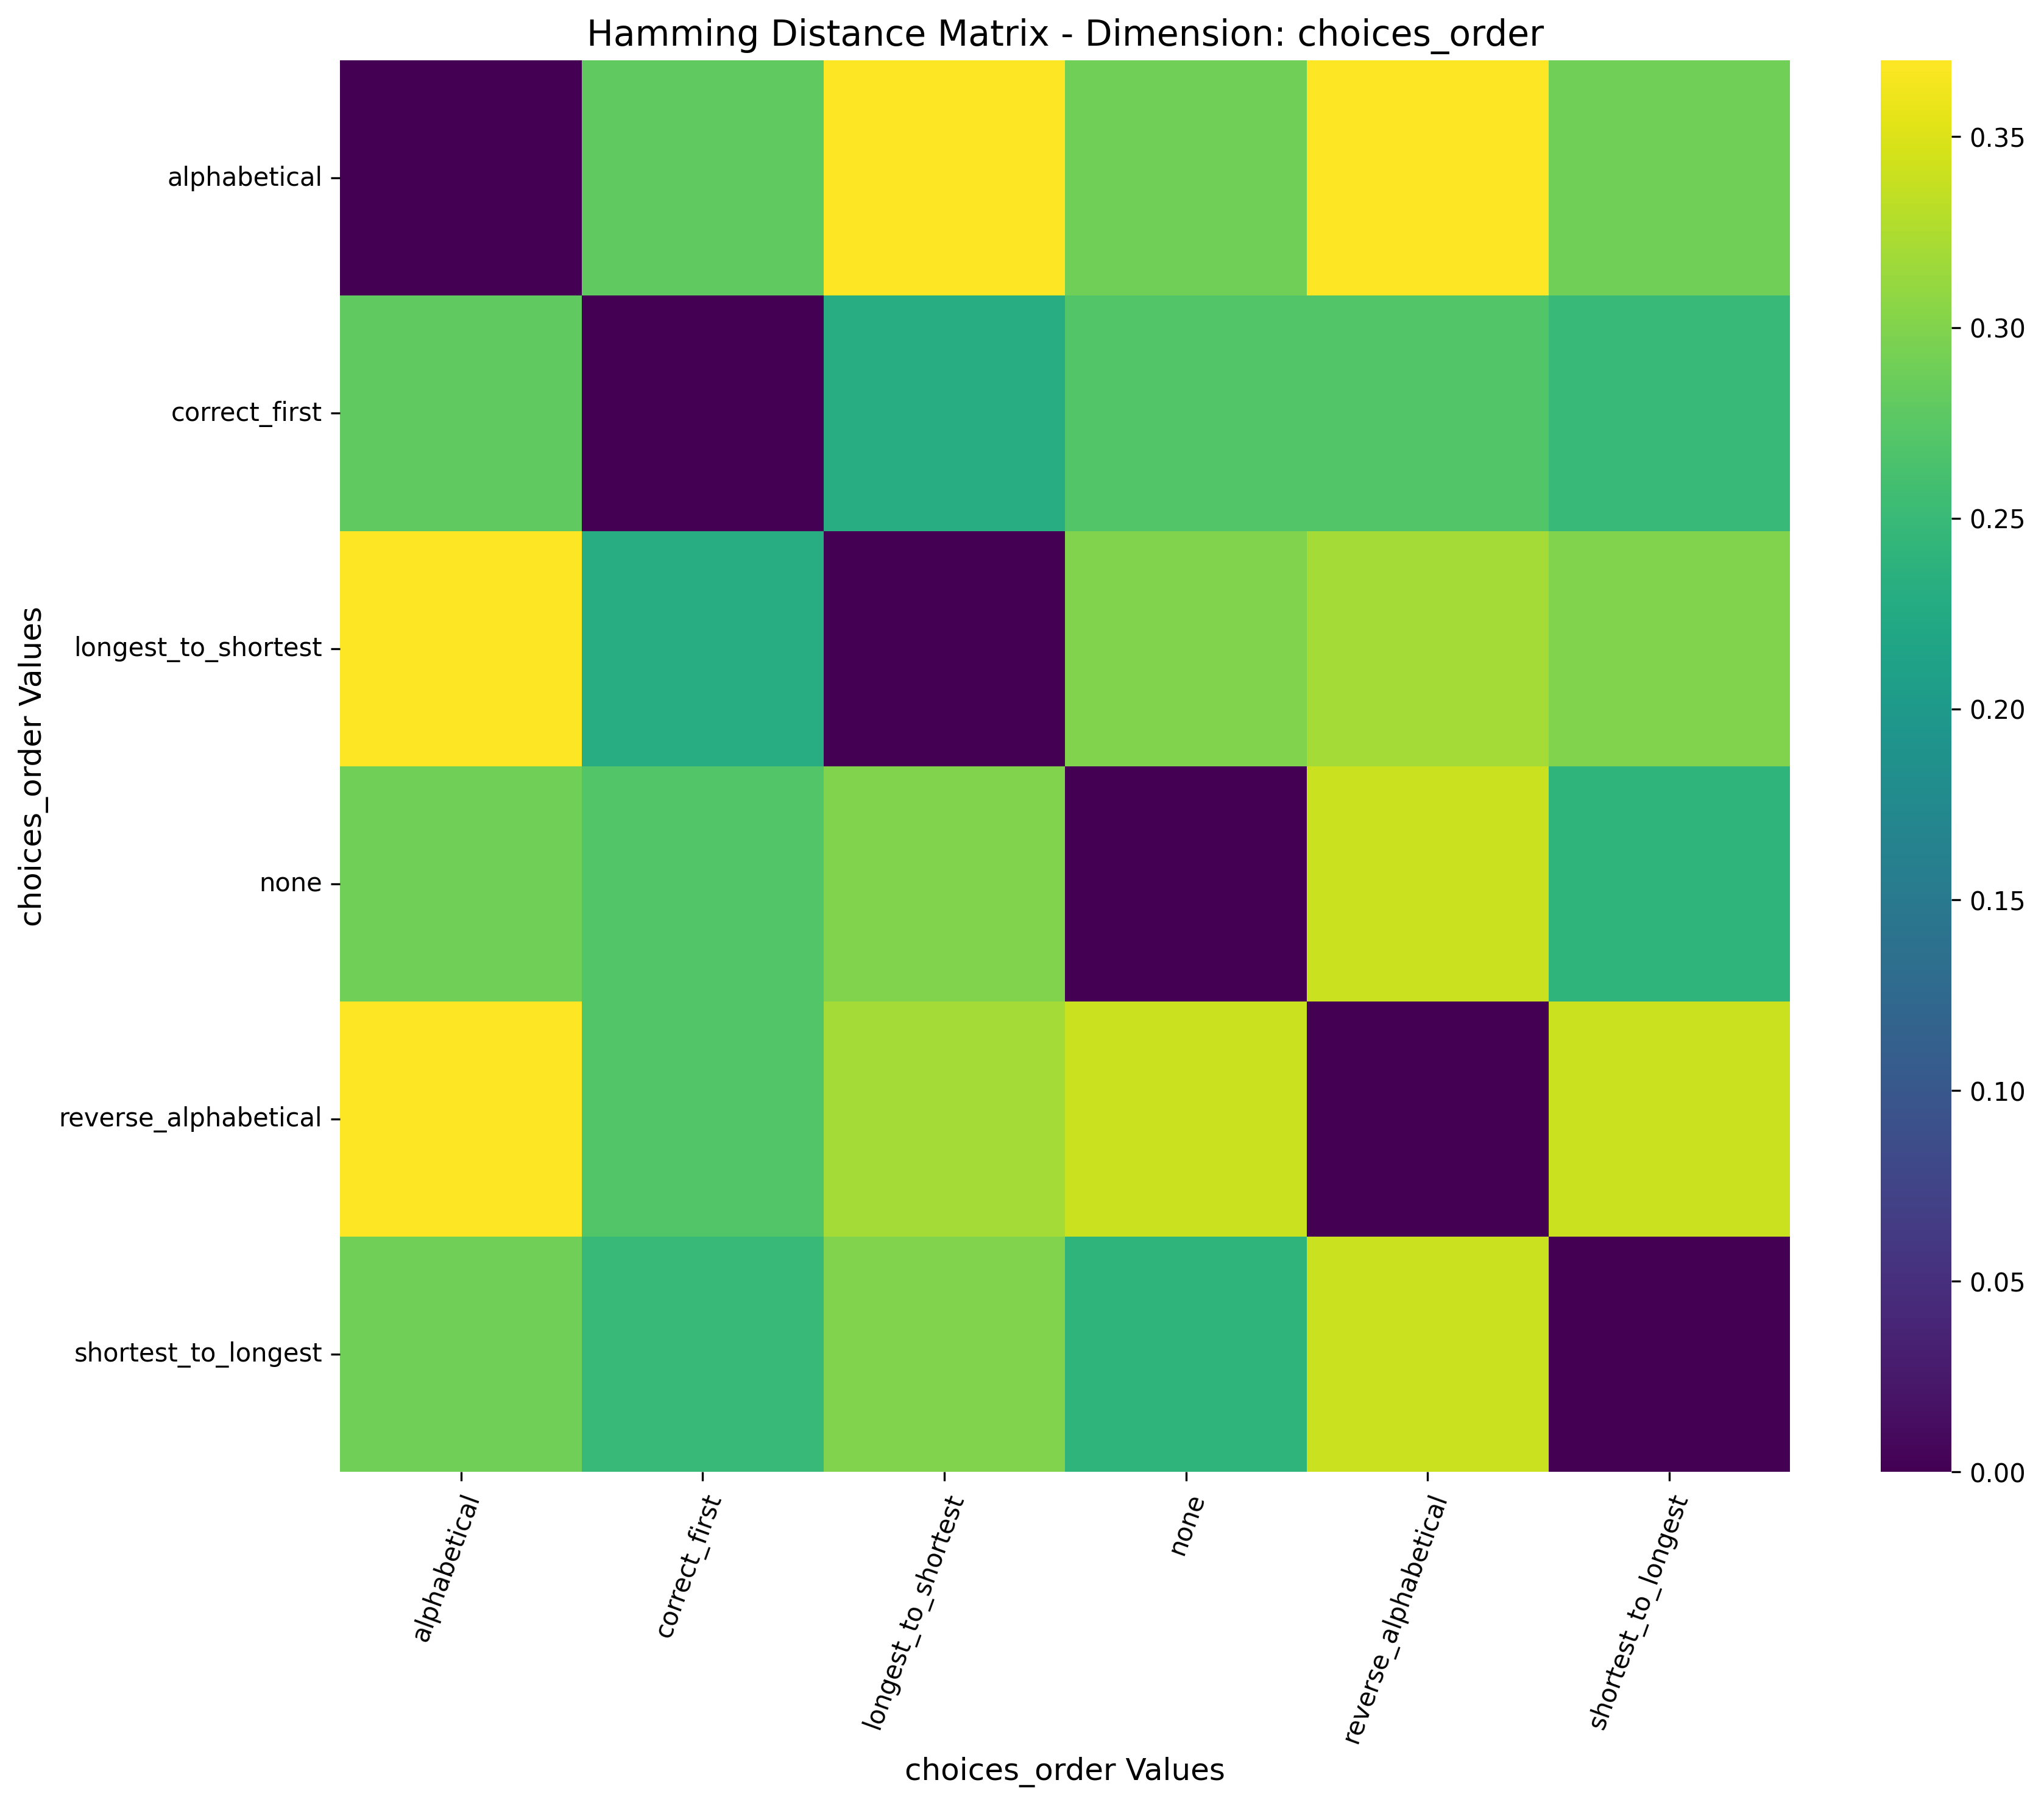 Hamming Distance Matrix - Dimension: choices_order
choices_order Values
alphabetical
correct_first
longest_to_shortest
none
reverse_alphabetical
shortest_to_longest
alphabetical
correct_first
longest_to_shortest
none
reverse_alphabetical
shortest_to_longest
choices_order Values
0.35
0.30
0.25
0.20
0.15
0.10
0.05
0.00